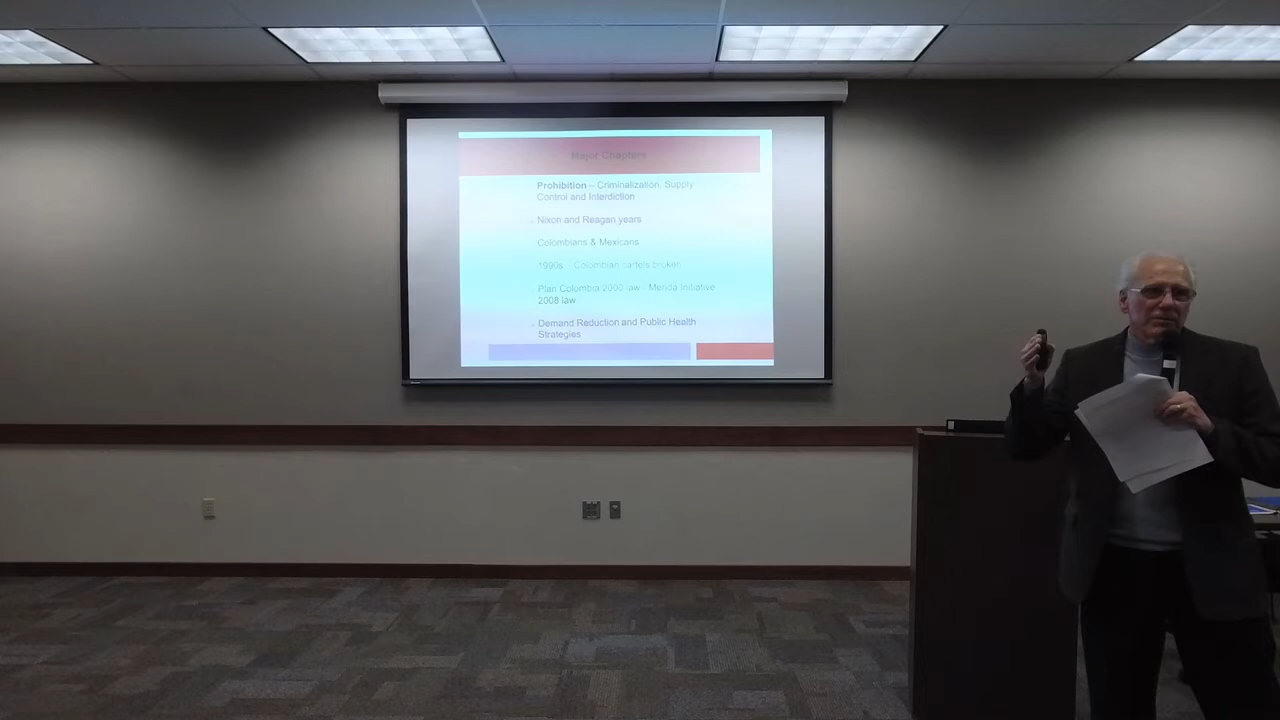 Major Chapters
Prohibition – Criminalization, Supply
Control and Interdiction
Nixon and Reagan years
Colombians & Mexicans
1990s – Colombian cartels broken
Plan Colombia 2000 law - Merida Initiative
2008 law
Demand Reduction and Public Health
Strategies